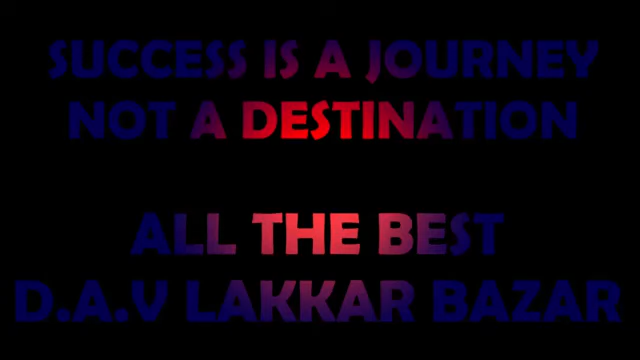 SUCCESS IS A JOURNEY
NOT A DESTINATION
ALL THE BEST
D.A.V LAKKAR BAZAR